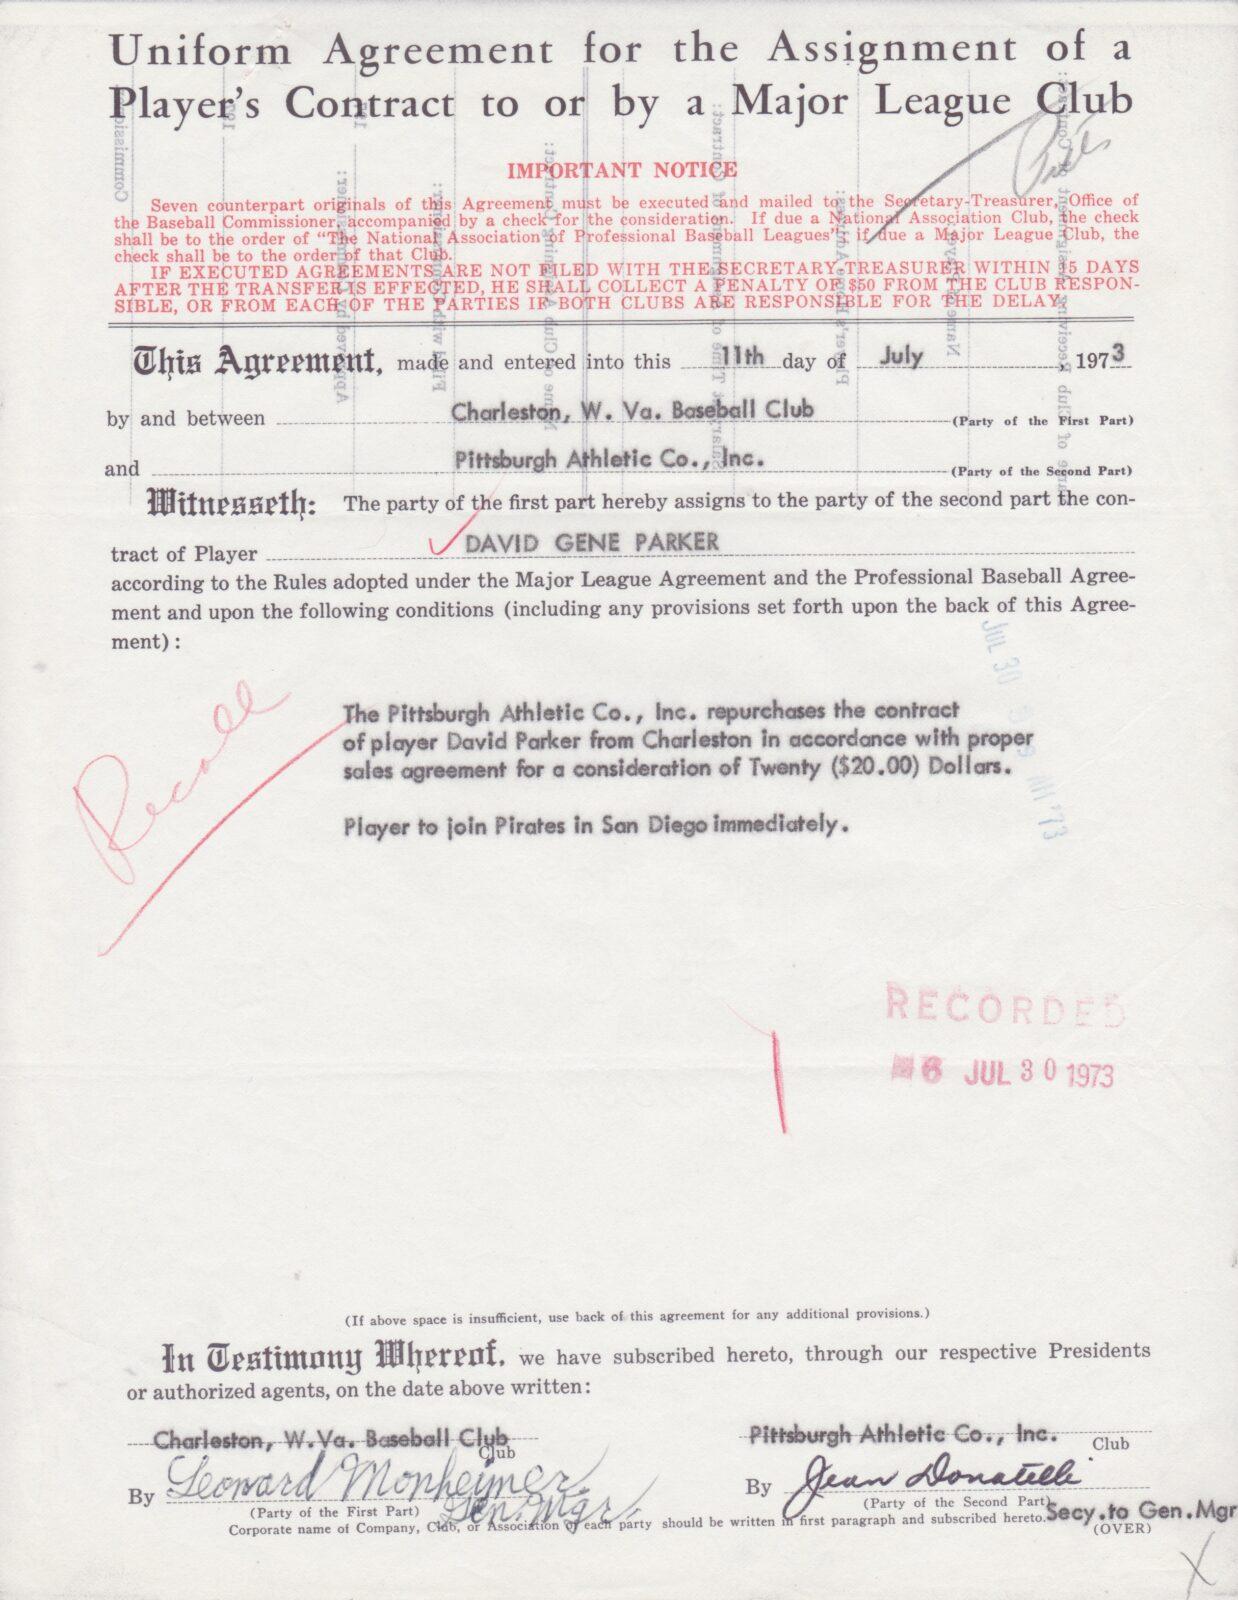 Uniform Agreement for the Assignment of a
Player's Contract to or by a Major League Club
IMPORTANT NOTICE
Seven counterpart originals of this Agreement must be executed and mailed to the Secretary-Treasurer, Office of
the Baseball Commissioner, accompanied by a check for the consideration. If due a National Association Club, the check
shall be to the order of "The National Association of Professional Baseball Leagues"; if due a Major League Club, the
check shall be to the order of that Club.
IF EXECUTED AGREEMENTS ARE NOT FILED WITH THE SECRETARY-TREASURER WITHIN 15 DAYS
AFTER THE TRANSFER IS EFFECTED, HE SHALL COLLECT A PENALTY OF $50 FROM THE CLUB RESPON-
SIBLE, OR FROM EACH OF THE PARTIES IF BOTH CLUBS ARE RESPONSIBLE FOR THE DELAY.
This Agreement, made and entered into this 11th day of July, 1973
by and between Charleston, W. Va. Baseball Club (Party of the First Part)
and Pittsburgh Athletic Co., Inc. (Party of the Second Part)
Witnesseth: The party of the first part hereby assigns to the party of the second part the con-
tract of Player DAVID GENE PARKER
according to the Rules adopted under the Major League Agreement and the Professional Baseball Agree-
ment and upon the following conditions (including any provisions set forth upon the back of this Agree-
ment):
Recall
The Pittsburgh Athletic Co., Inc. repurchases the contract
of player David Parker from Charleston in accordance with proper
sales agreement for a consideration of Twenty ($20.00) Dollars.
Player to join Pirates in San Diego immediately.
JUL 30
RECORDED
JUL 30 1973
(If above space is insufficient, use back of this agreement for any additional provisions.)
In Testimony Whereof, we have subscribed hereto, through our respective Presidents
or authorized agents, on the date above written:
Charleston, W.Va. Baseball Club Club
Pittsburgh Athletic Co., Inc. Club
By Leonard Monheimer
Gen. Mgr.
By Jean Donatelli
(Party of the First Part)
(Party of the Second Part)
Secy.to Gen.Mgr
Corporate name of Company, Club, or Association of each party should be written in first paragraph and subscribed hereto.
(OVER)
X